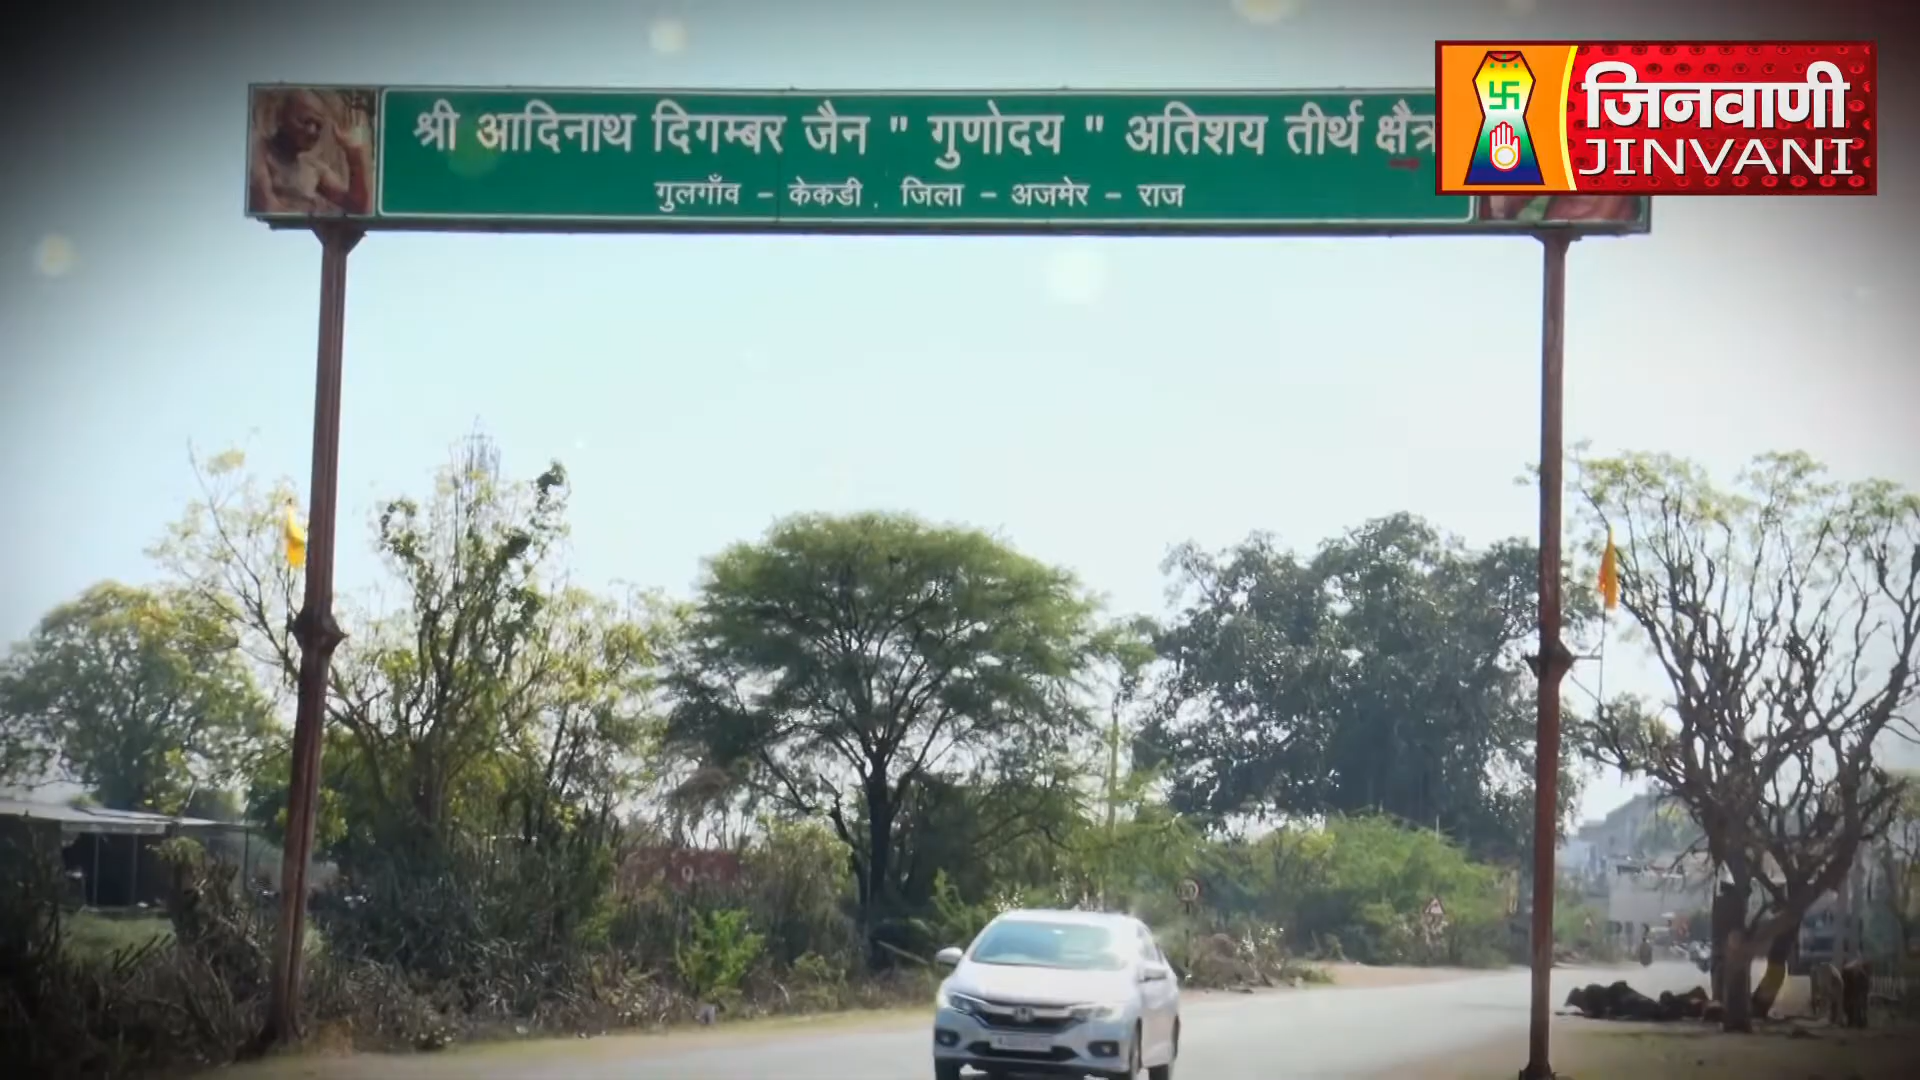 श्री आदिनाथ दिगम्बर जैन " गुणोदय " अतिशय तीर्थ क्षैत्र
गुलगाँव - केकडी . जिला - अजमेर - राज
जिनवाणी
JINVANI